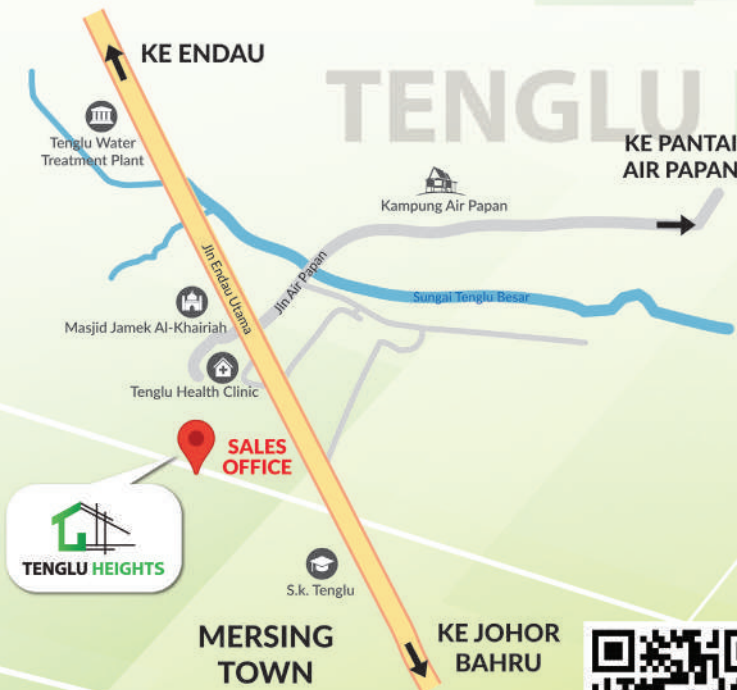 KE ENDAU
TENGLU
Tenglu Water
Treatment Plant
KE PANTAI
AIR PAPAN
Kampung Air Papan
Jln Endau Utama
Jln Air Papan
Sungai Tenglu Besar
Masjid Jamek Al-Khairiah
Tenglu Health Clinic
SALES
OFFICE
TENGLU HEIGHTS
S.k. Tenglu
MERSING
TOWN
KE JOHOR
BAHRU